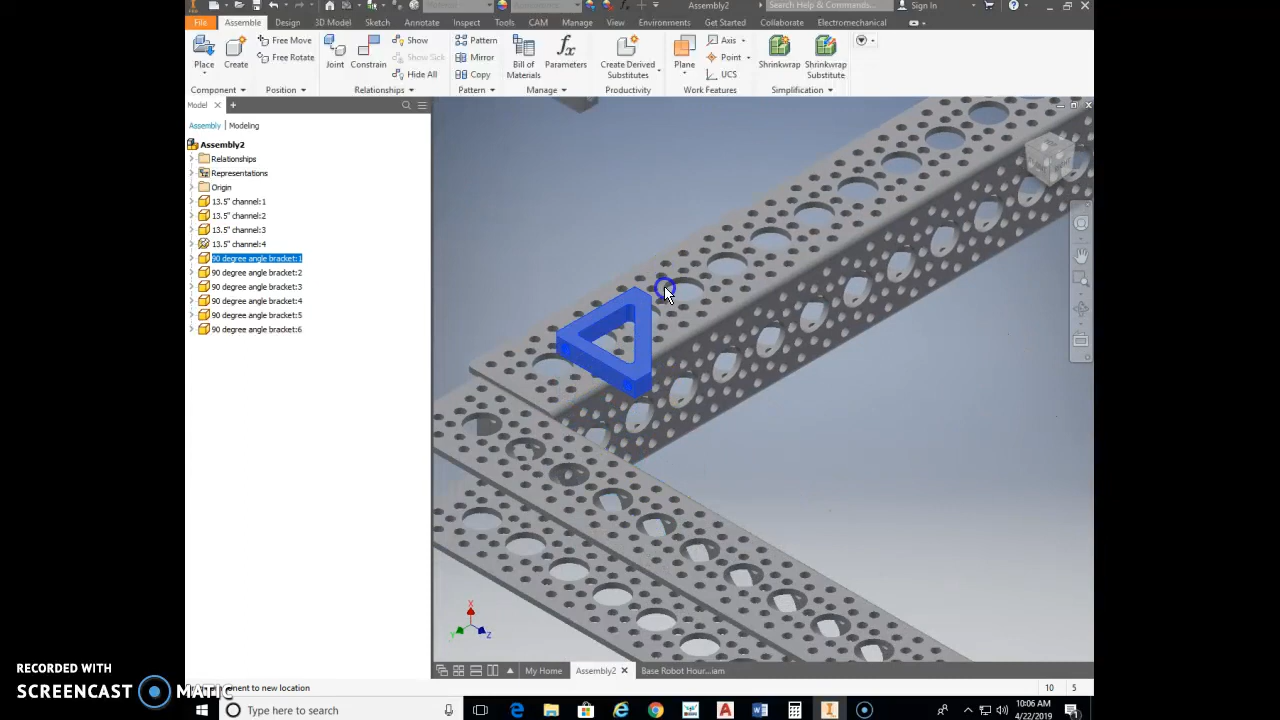 Assembly2
Search Help & Commands...
Sign In
File
Assemble
Design
3D Model
Sketch
Annotate
Inspect
Tools
CAM
Manage
View
Environments
Get Started
Collaborate
Electromechanical
Place
Create
Free Move
Free Rotate
Joint
Constrain
Show
Show Sick
Hide All
Pattern
Mirror
Copy
Bill of
Materials
fx
Parameters
Create Derived
Substitutes
Plane
Axis
Point
UCS
Shrinkwrap
Shrinkwrap
Substitute
Component
Position
Relationships
Pattern
Manage
Productivity
Work Features
Simplification
Model
Assembly | Modeling
Assembly2
Relationships
Representations
Origin
13.5" channel:1
13.5" channel:2
13.5" channel:3
13.5" channel:4
90 degree angle bracket:1
90 degree angle bracket:2
90 degree angle bracket:3
90 degree angle bracket:4
90 degree angle bracket:5
90 degree angle bracket:6
X
Y
Z
My Home
Assembly2
Base Robot Hour...iam
RECORDED WITH
SCREENCAST MATIC
ment to new location
10 5
Type here to search
10:06 AM
4/22/2019